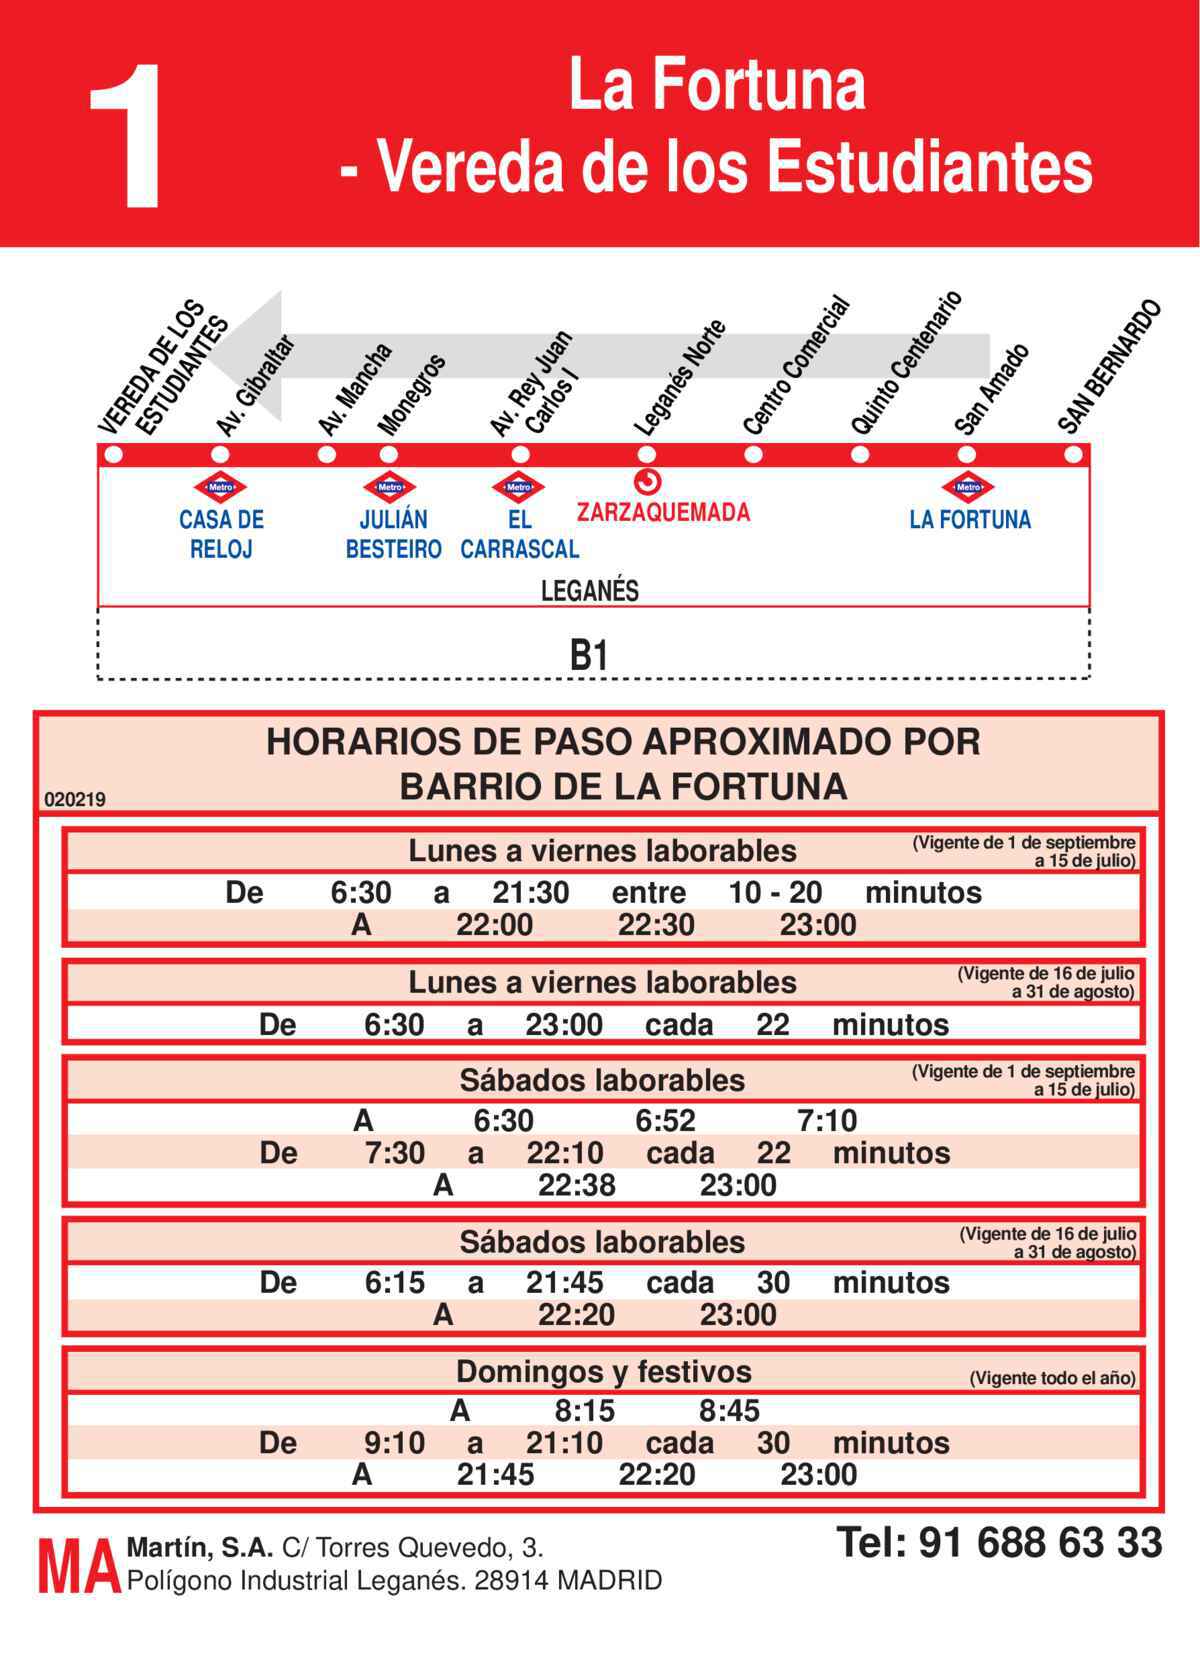 1
La Fortuna
- Vereda de los Estudiantes
VEREDA DE LOS
ESTUDIANTES
Av. Gibraltar
Av. Mancha
Monegros
Av. Rey Juan
Carlos I
Leganés Norte
Centro Comercial
Quinto Centenario
San Amado
SAN BERNARDO
Metro
Metro
Metro
Metro
CASA DE
RELOJ
JULIÁN
BESTEIRO
EL
CARRASCAL
ZARZAQUEMADA
LA FORTUNA
LEGANÉS
B1
HORARIOS DE PASO APROXIMADO POR
BARRIO DE LA FORTUNA
020219
Lunes a viernes laborables
(Vigente de 1 de septiembre
a 15 de julio)
De 6:30 a 21:30 entre 10 - 20 minutos
A 22:00 22:30 23:00
Lunes a viernes laborables
(Vigente de 16 de julio
a 31 de agosto)
De 6:30 a 23:00 cada 22 minutos
Sábados laborables
(Vigente de 1 de septiembre
a 15 de julio)
A 6:30 6:52 7:10
De 7:30 a 22:10 cada 22 minutos
A 22:38 23:00
Sábados laborables
(Vigente de 16 de julio
a 31 de agosto)
De 6:15 a 21:45 cada 30 minutos
A 22:20 23:00
Domingos y festivos
(Vigente todo el año)
A 8:15 8:45
De 9:10 a 21:10 cada 30 minutos
A 21:45 22:20 23:00
MA
Martín, S.A. C/ Torres Quevedo, 3.
Polígono Industrial Leganés. 28914 MADRID
Tel: 91 688 63 33